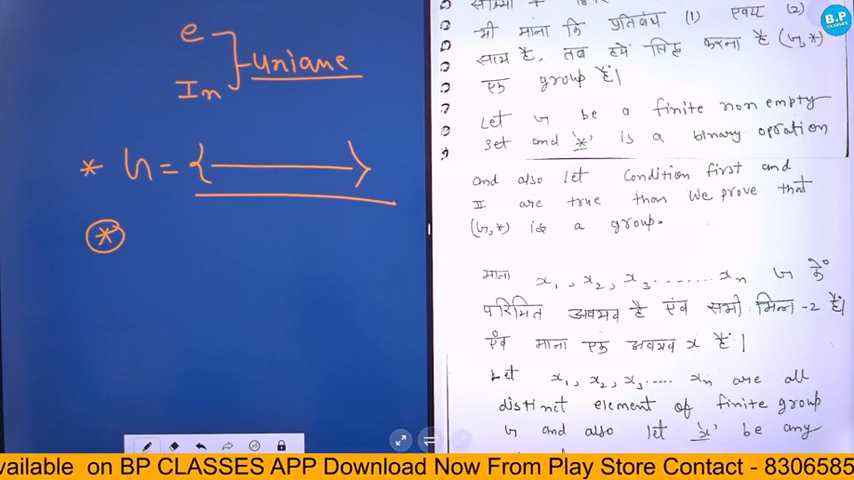 e
In
uniane
* G = { }
*
B.P
CLASSES
भी माना कि प्रतिबंध (1) एवम (2)
सत्य है, तब हमें सिद्ध करना है (G,*)
एक group हैं।
Let G be a finite non empty
set and '*' is a binary opration
and also let Condition first and
II are true than we prove that
(G,*) is a group.
माना x1, x2, x3 ....... xn G के
परिमित अवयव है एंव सभी भिन्न-2 हैं।
एंव माना एक अवयव x हैं।
Let x1, x2, x3..... xn are all
distinct element of finite group
G and also let 'x' be any
vailable on BP CLASSES APP Download Now From Play Store Contact - 8306585